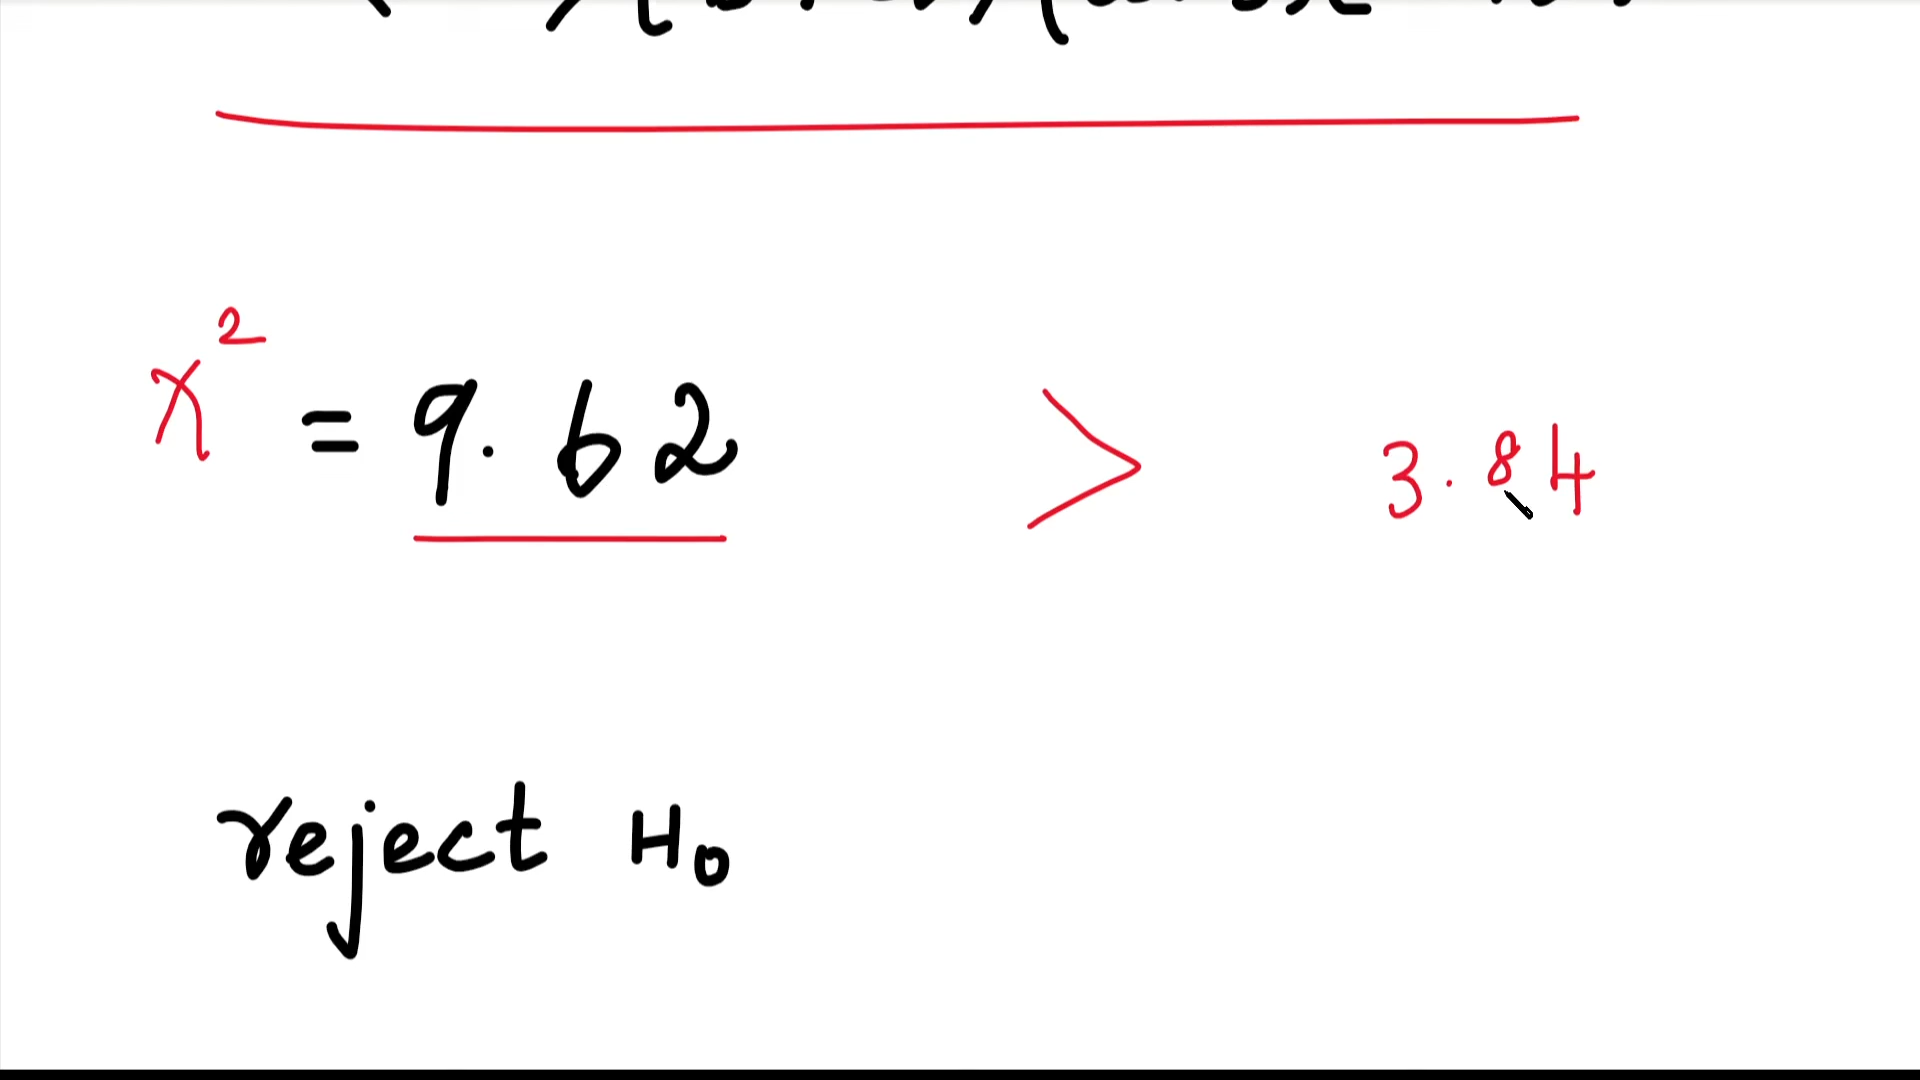 χ² = 9.62 > 3.84
reject H₀